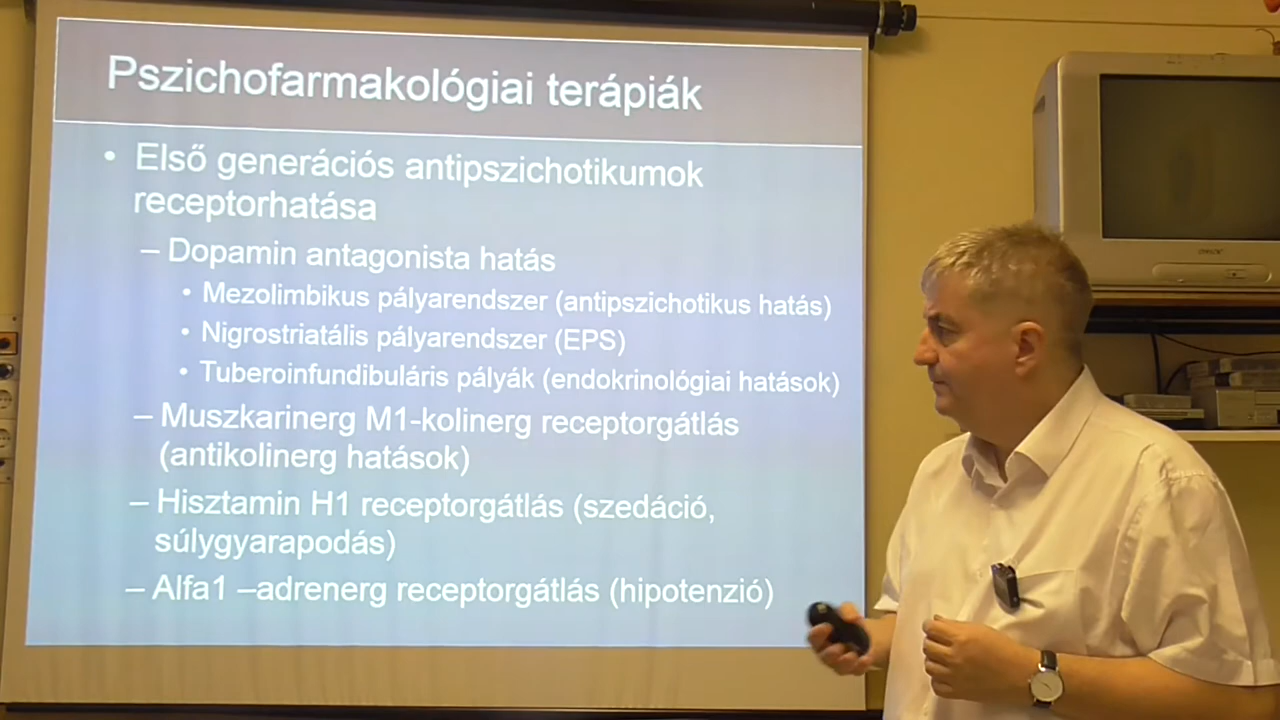 Pszichofarmakológiai terápiák
• Első generációs antipszichotikumok
receptorhatása
– Dopamin antagonista hatás
• Mezolimbikus pályarendszer (antipszichotikus hatás)
• Nigrostriatális pályarendszer (EPS)
• Tuberoinfundibuláris pályák (endokrinológiai hatások)
– Muszkarinerg M1-kolinerg receptorgátlás
(antikolinerg hatások)
– Hisztamin H1 receptorgátlás (szedáció,
súlygyarapodás)
– Alfa1 –adrenerg receptorgátlás (hipotenzió)